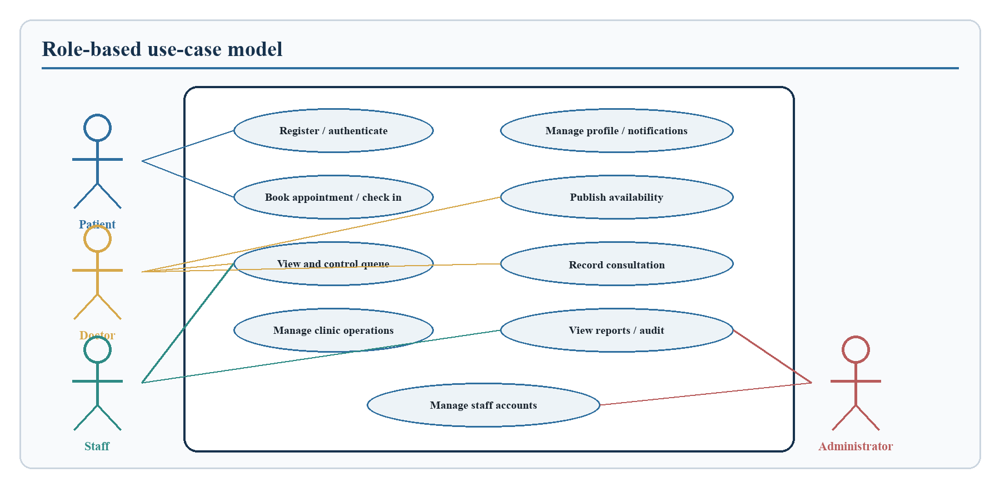 Role-based use-case model
Register / authenticate
Manage profile / notifications
Book appointment / check in
Publish availability
Patient
View and control queue
Record consultation
Doctor
Manage clinic operations
View reports / audit
Manage staff accounts
Staff
Administrator